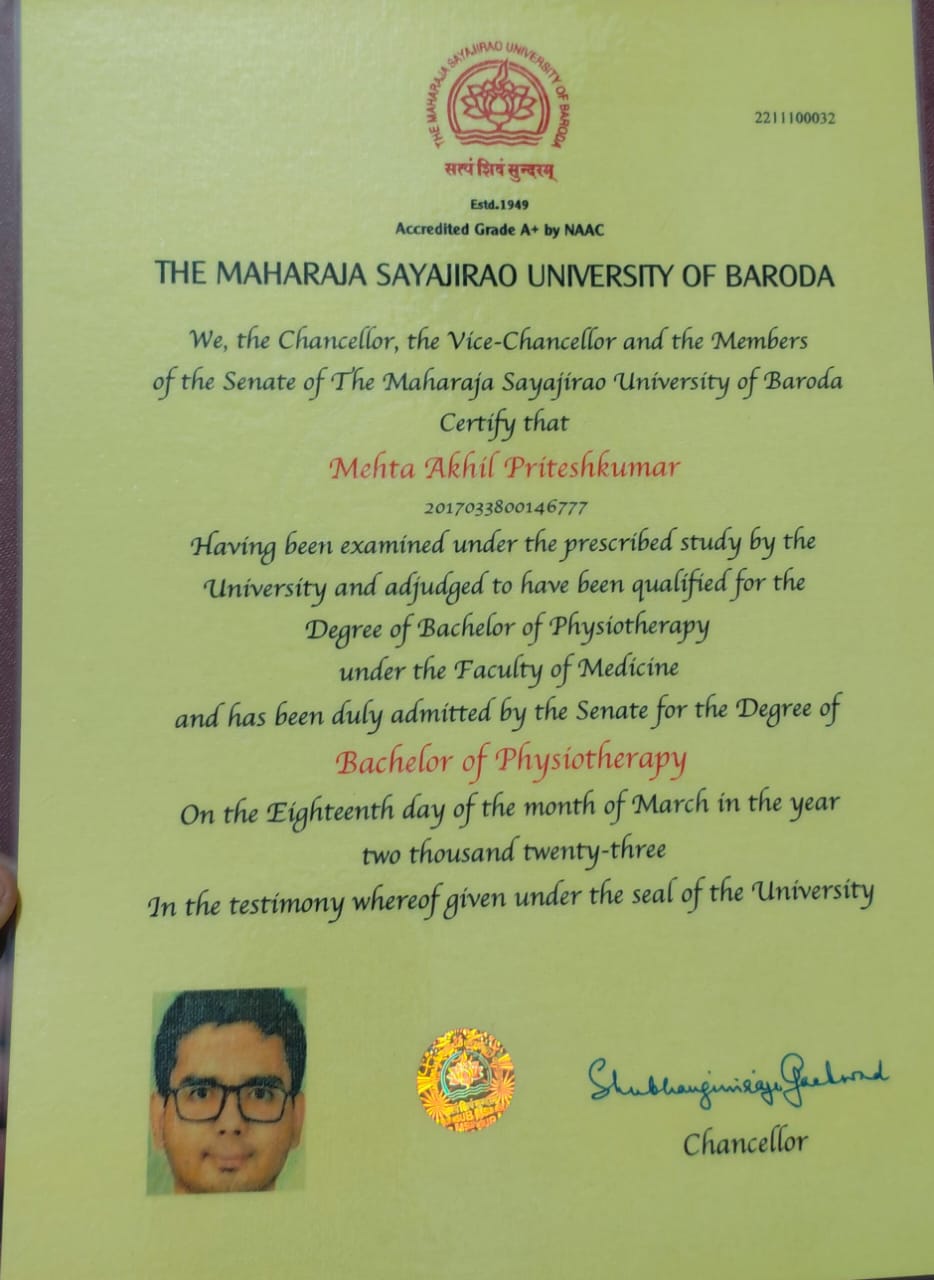 THE MAHARAJA SAYAJIRAO UNIVERSITY OF BARODA
सत्यं शिवं सुन्दरम्
2211100032
Estd.1949
Accredited Grade A+ by NAAC
THE MAHARAJA SAYAJIRAO UNIVERSITY OF BARODA
We, the Chancellor, the Vice-Chancellor and the Members
of the Senate of The Maharaja Sayajirao University of Baroda
Certify that
Mehta Akhil Priteshkumar
2017033800146777
Having been examined under the prescribed study by the
University and adjudged to have been qualified for the
Degree of Bachelor of Physiotherapy
under the Faculty of Medicine
and has been duly admitted by the Senate for the Degree of
Bachelor of Physiotherapy
On the Eighteenth day of the month of March in the year
two thousand twenty-three
In the testimony whereof given under the seal of the University
Shubhanginiraje Gaekwad
Chancellor